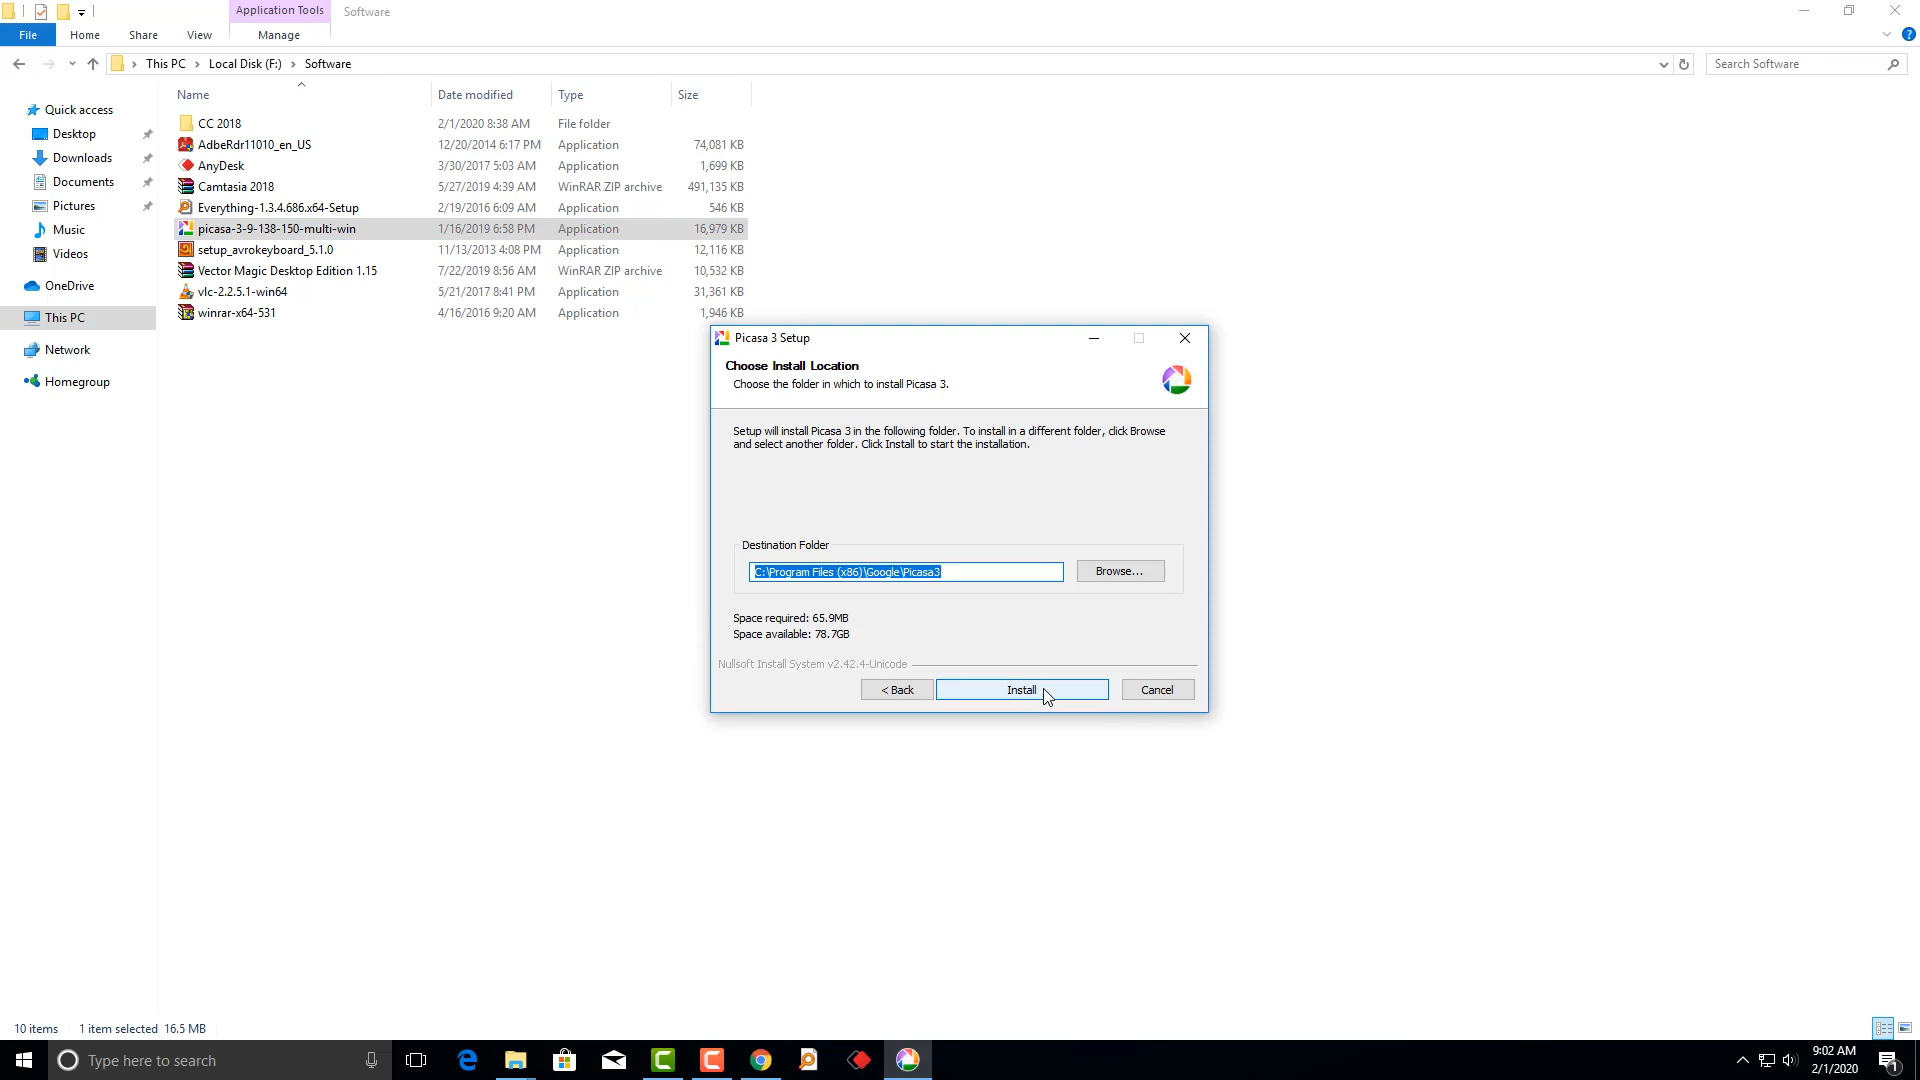 Application Tools
Software
File
Home
Share
View
Manage
This PC
Local Disk (F:)
Software
Search Software
Name
Date modified
Type
Size
Quick access
Desktop
Downloads
Documents
Pictures
Music
Videos
OneDrive
This PC
Network
Homegroup
CC 2018 2/1/2020 8:38 AM File folder
AdbeRdr11010_en_US 12/20/2014 6:17 PM Application 74,081 KB
AnyDesk 3/30/2017 5:03 AM Application 1,699 KB
Camtasia 2018 5/27/2019 4:39 AM WinRAR ZIP archive 491,135 KB
Everything-1.3.4.686.x64-Setup 2/19/2016 6:09 AM Application 546 KB
picasa-3-9-138-150-multi-win 1/16/2019 6:58 PM Application 16,979 KB
setup_avrokeyboard_5.1.0 11/13/2013 4:08 PM Application 12,116 KB
Vector Magic Desktop Edition 1.15 7/22/2019 8:56 AM WinRAR ZIP archive 10,532 KB
vlc-2.2.5.1-win64 5/21/2017 8:41 PM Application 31,361 KB
winrar-x64-531 4/16/2016 9:20 AM Application 1,946 KB
Picasa 3 Setup
Choose Install Location
Choose the folder in which to install Picasa 3.
Setup will install Picasa 3 in the following folder. To install in a different folder, click Browse
and select another folder. Click Install to start the installation.
Destination Folder
C:\Program Files (x86)\Google\Picasa3
Browse...
Space required: 65.9MB
Space available: 78.7GB
Nullsoft Install System v2.42.4-Unicode
< Back
Install
Cancel
10 items
1 item selected 16.5 MB
Type here to search
9:02 AM
2/1/2020
1